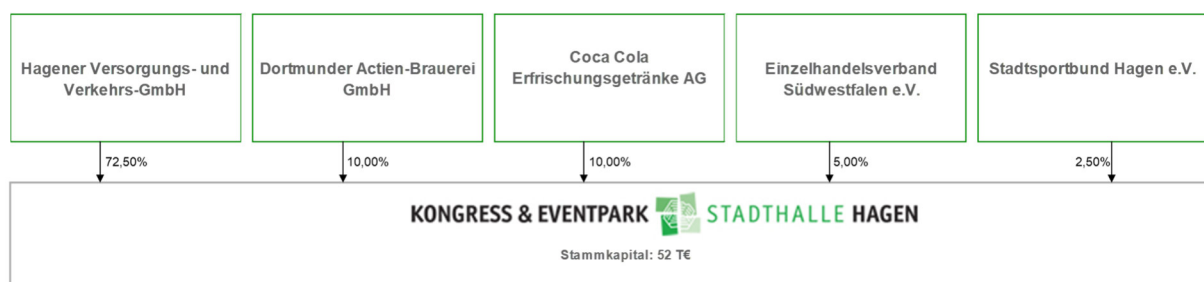 Hagener Versorgungs- und
Verkehrs-GmbH
Dortmunder Actien-Brauerei
GmbH
Coca Cola
Erfrischungsgetränke AG
Einzelhandelsverband
Südwestfalen e.V.
Stadtsportbund Hagen e.V.
72,50%
10,00%
10,00%
5,00%
2,50%
KONGRESS & EVENTPARK STADTHALLE HAGEN
Stammkapital: 52 T€